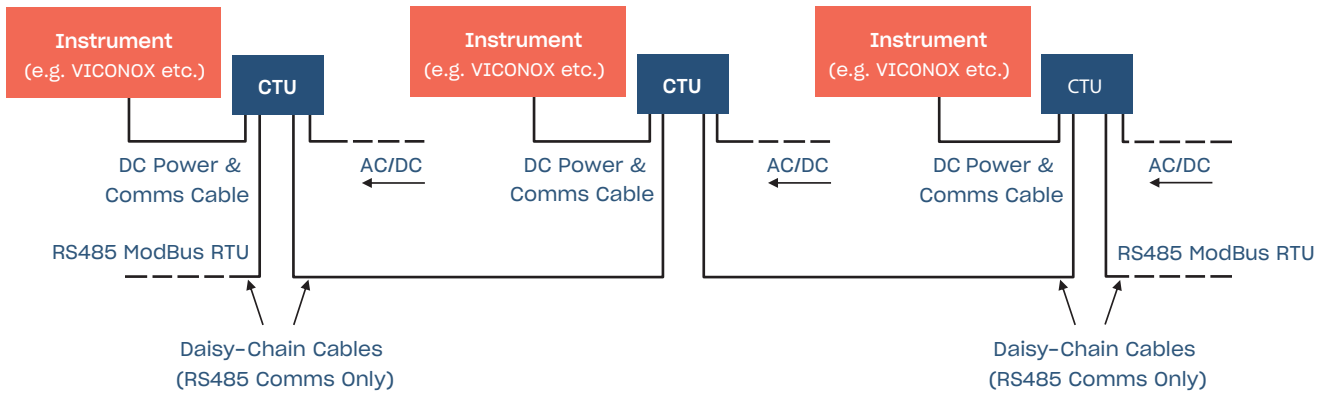 Instrument
(e.g. VICONOX etc.)
CTU
DC Power &
Comms Cable
AC/DC
RS485 ModBus RTU
Instrument
(e.g. VICONOX etc.)
CTU
DC Power &
Comms Cable
AC/DC
Instrument
(e.g. VICONOX etc.)
CTU
DC Power &
Comms Cable
AC/DC
RS485 ModBus RTU
Daisy-Chain Cables
(RS485 Comms Only)
Daisy-Chain Cables
(RS485 Comms Only)